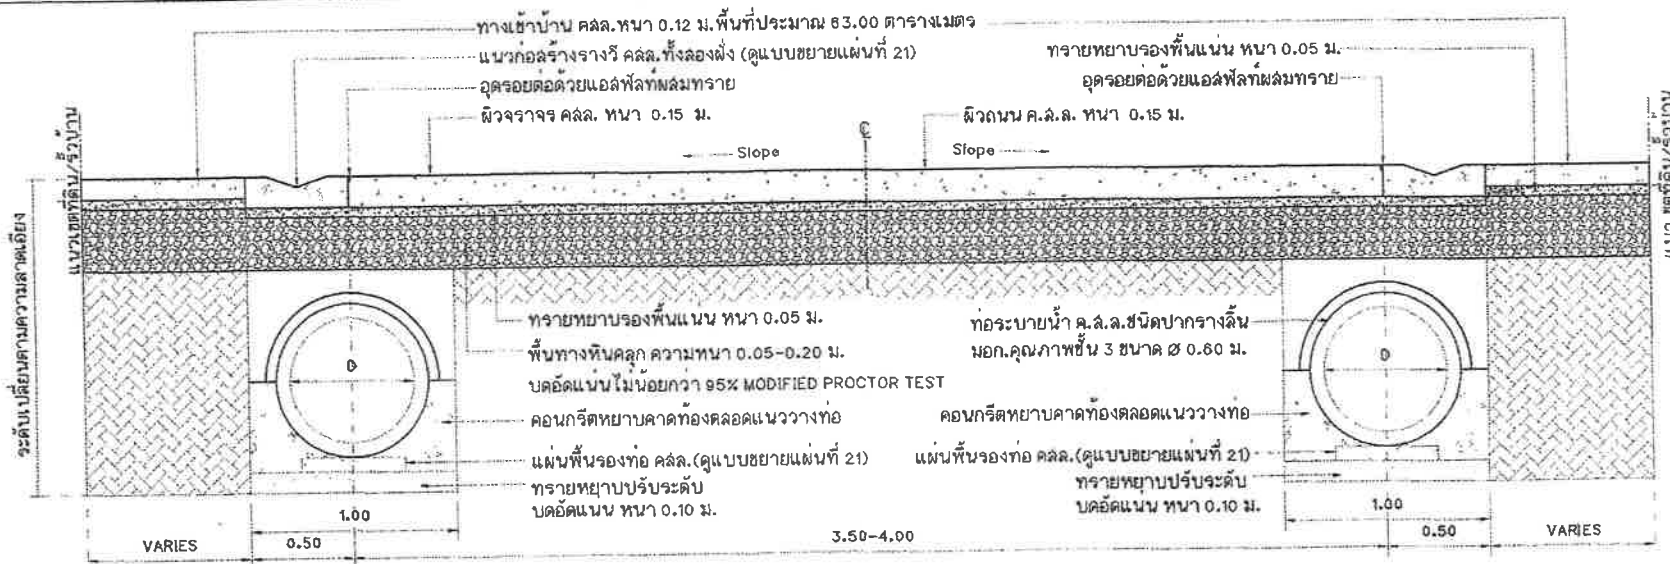 ทางเข้าบ้าน คสล.หนา 0.12 ม.พื้นที่ประมาณ 63.00 ตารางเมตร
แนวก่อสร้างรางวี คสล.ทั้งสองฝั่ง (ดูแบบขยายแผ่นที่ 21)
ทรายหยาบรองพื้นแน่น หนา 0.05 ม.
อุดรอยต่อด้วยแอสฟัลท์ผสมทราย
อุดรอยต่อด้วยแอสฟัลท์ผสมทราย
ผิวจราจร คสล. หนา 0.15 ม.
ผิวถนน ค.ส.ล. หนา 0.15 ม.
Slope
Slope
แนวเขตที่ดิน/รั้วบ้าน
แนวเขตที่ดิน/รั้วบ้าน
ระดับเปลี่ยนตามความลาดเอียง
ทรายหยาบรองพื้นแน่น หนา 0.05 ม.
พื้นทางหินคลุก ความหนา 0.05-0.20 ม.
บดอัดแน่นไม่น้อยกว่า 95% MODIFIED PROCTOR TEST
ท่อระบายน้ำ ค.ส.ล.ชนิดปากรางลิ้น
มอก.คุณภาพชั้น 3 ขนาด Ø 0.60 ม.
D
D
คอนกรีตหยาบคาดท้องตลอดแนววางท่อ
คอนกรีตหยาบคาดท้องตลอดแนววางท่อ
แผ่นพื้นรองท่อ คสล.(ดูแบบขยายแผ่นที่ 21)
แผ่นพื้นรองท่อ คสล.(ดูแบบขยายแผ่นที่ 21)
ทรายหยาบปรับระดับ
บดอัดแน่น หนา 0.10 ม.
ทรายหยาบปรับระดับ
บดอัดแน่น หนา 0.10 ม.
1.00
1.00
VARIES
0.50
3.50-4.00
0.50
VARIES